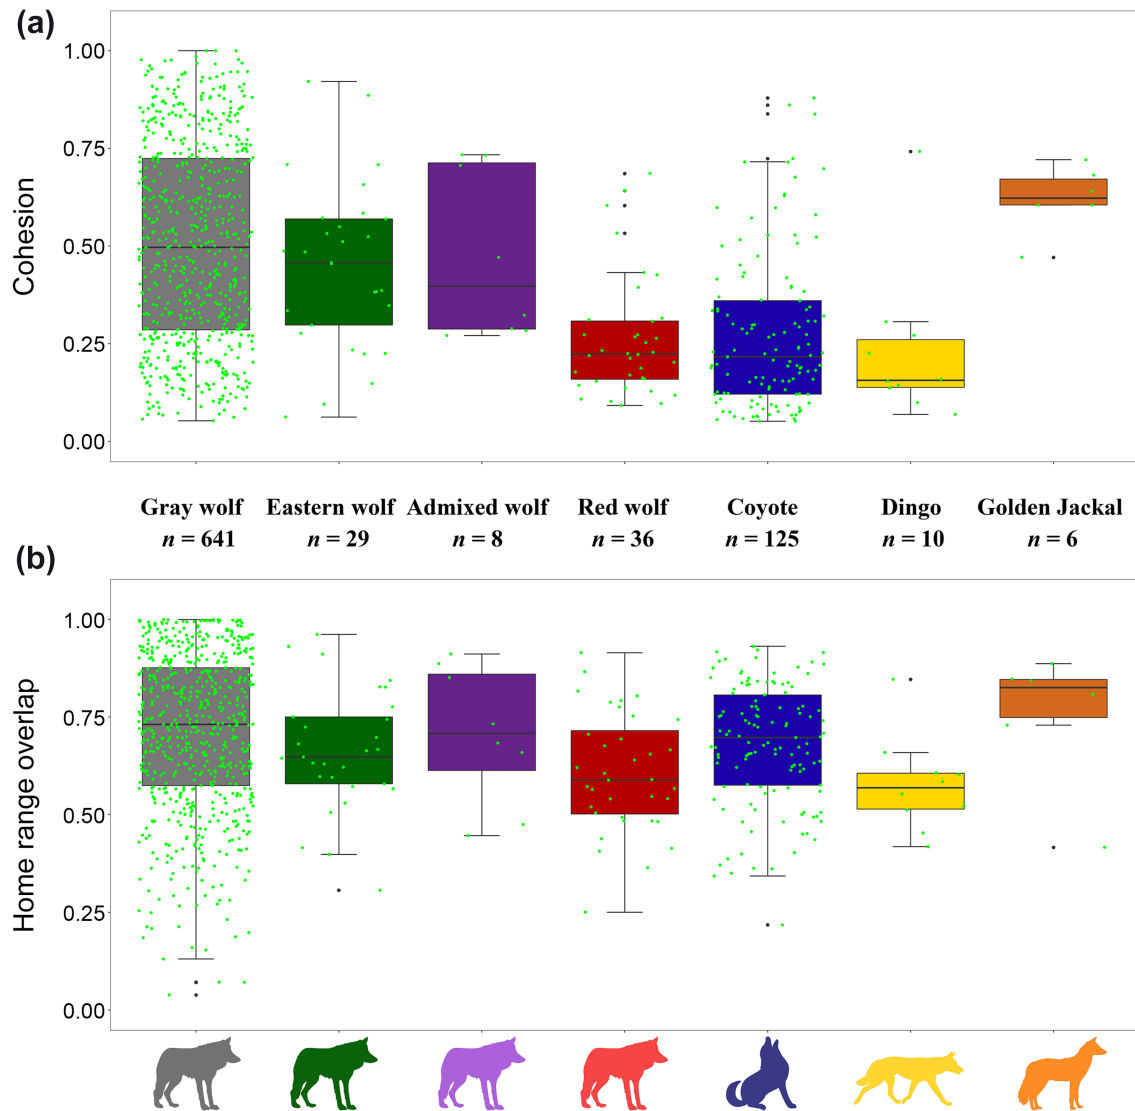 (a)
Cohesion
1.00
0.75
0.50
0.25
0.00
Gray wolf Eastern wolf Admixed wolf Red wolf Coyote Dingo Golden Jackal
n = 641 n = 29 n = 8 n = 36 n = 125 n = 10 n = 6
(b)
Home range overlap
1.00
0.75
0.50
0.25
0.00